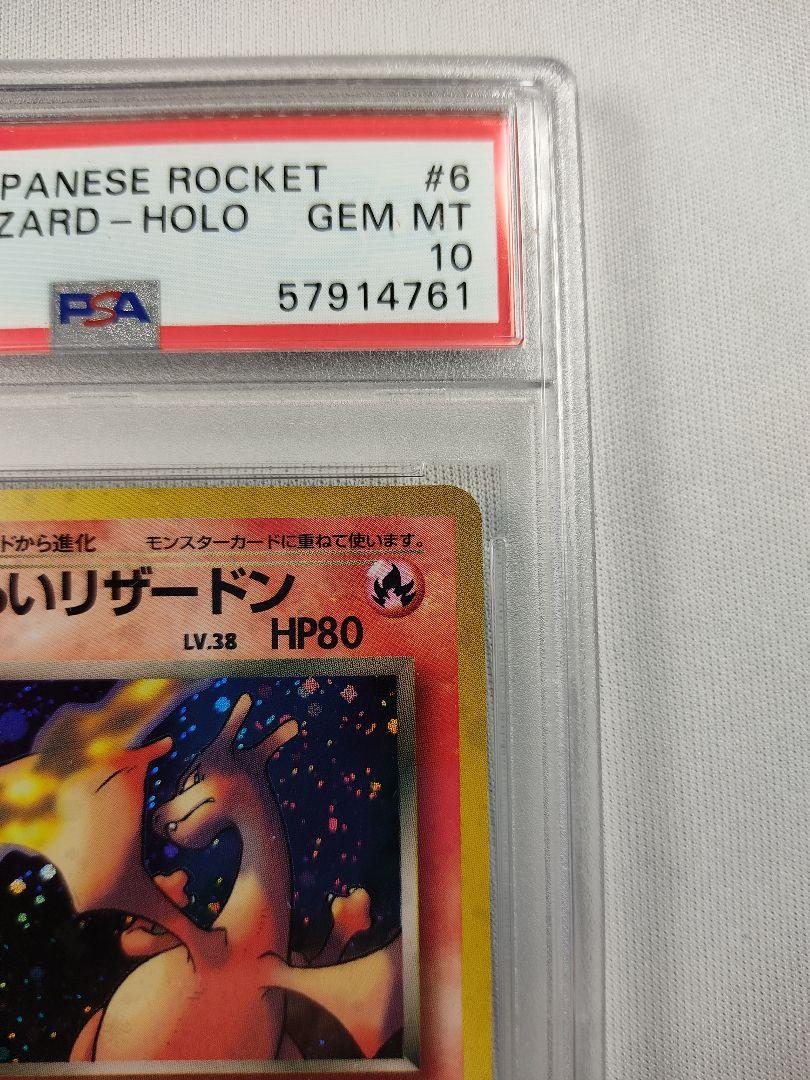 PANESE ROCKET #6
ZARD-HOLO GEM MT
10
PSA 57914761
ドから進化 モンスターカードに重ねて使います。
いリザードン
LV.38 HP80